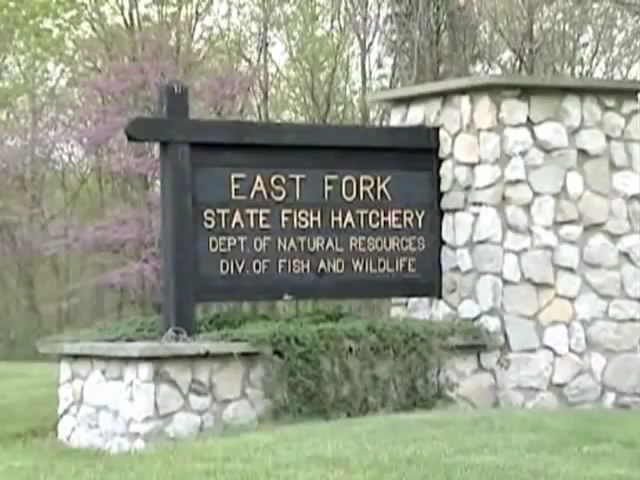 EAST FORK
STATE FISH HATCHERY
DEPT. OF NATURAL RESOURCES
DIV. OF FISH AND WILDLIFE